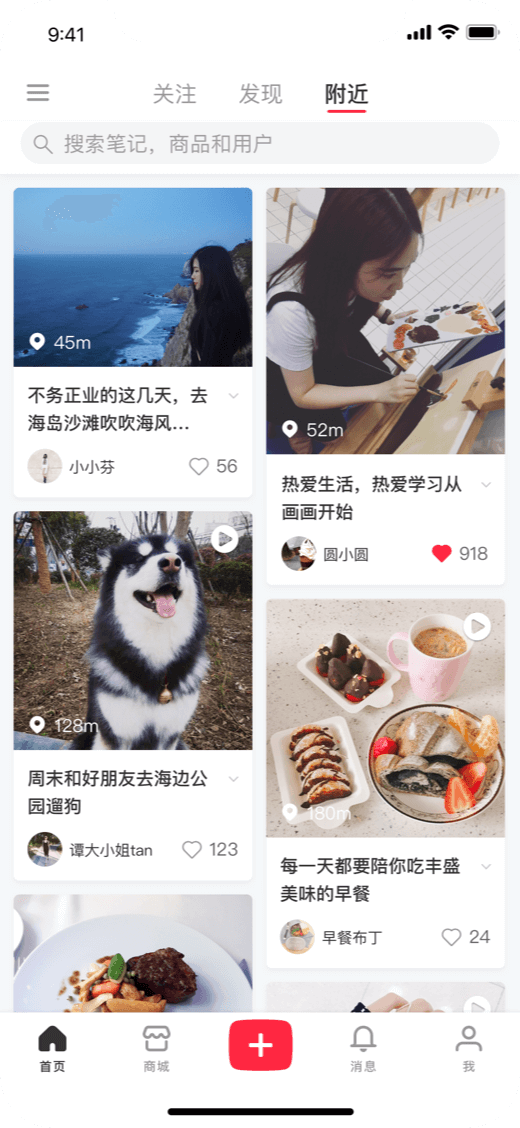 9:41
关注 发现 附近
搜索笔记，商品和用户
45m
不务正业的这几天，去
海岛沙滩吹吹海风...
小小芬 56
52m
热爱生活，热爱学习从
画画开始
圆小圆 918
128m
周末和好朋友去海边公
园遛狗
谭大小姐tan 123
180m
每一天都要陪你吃丰盛
美味的早餐
早餐布丁 24
首页 商城 消息 我